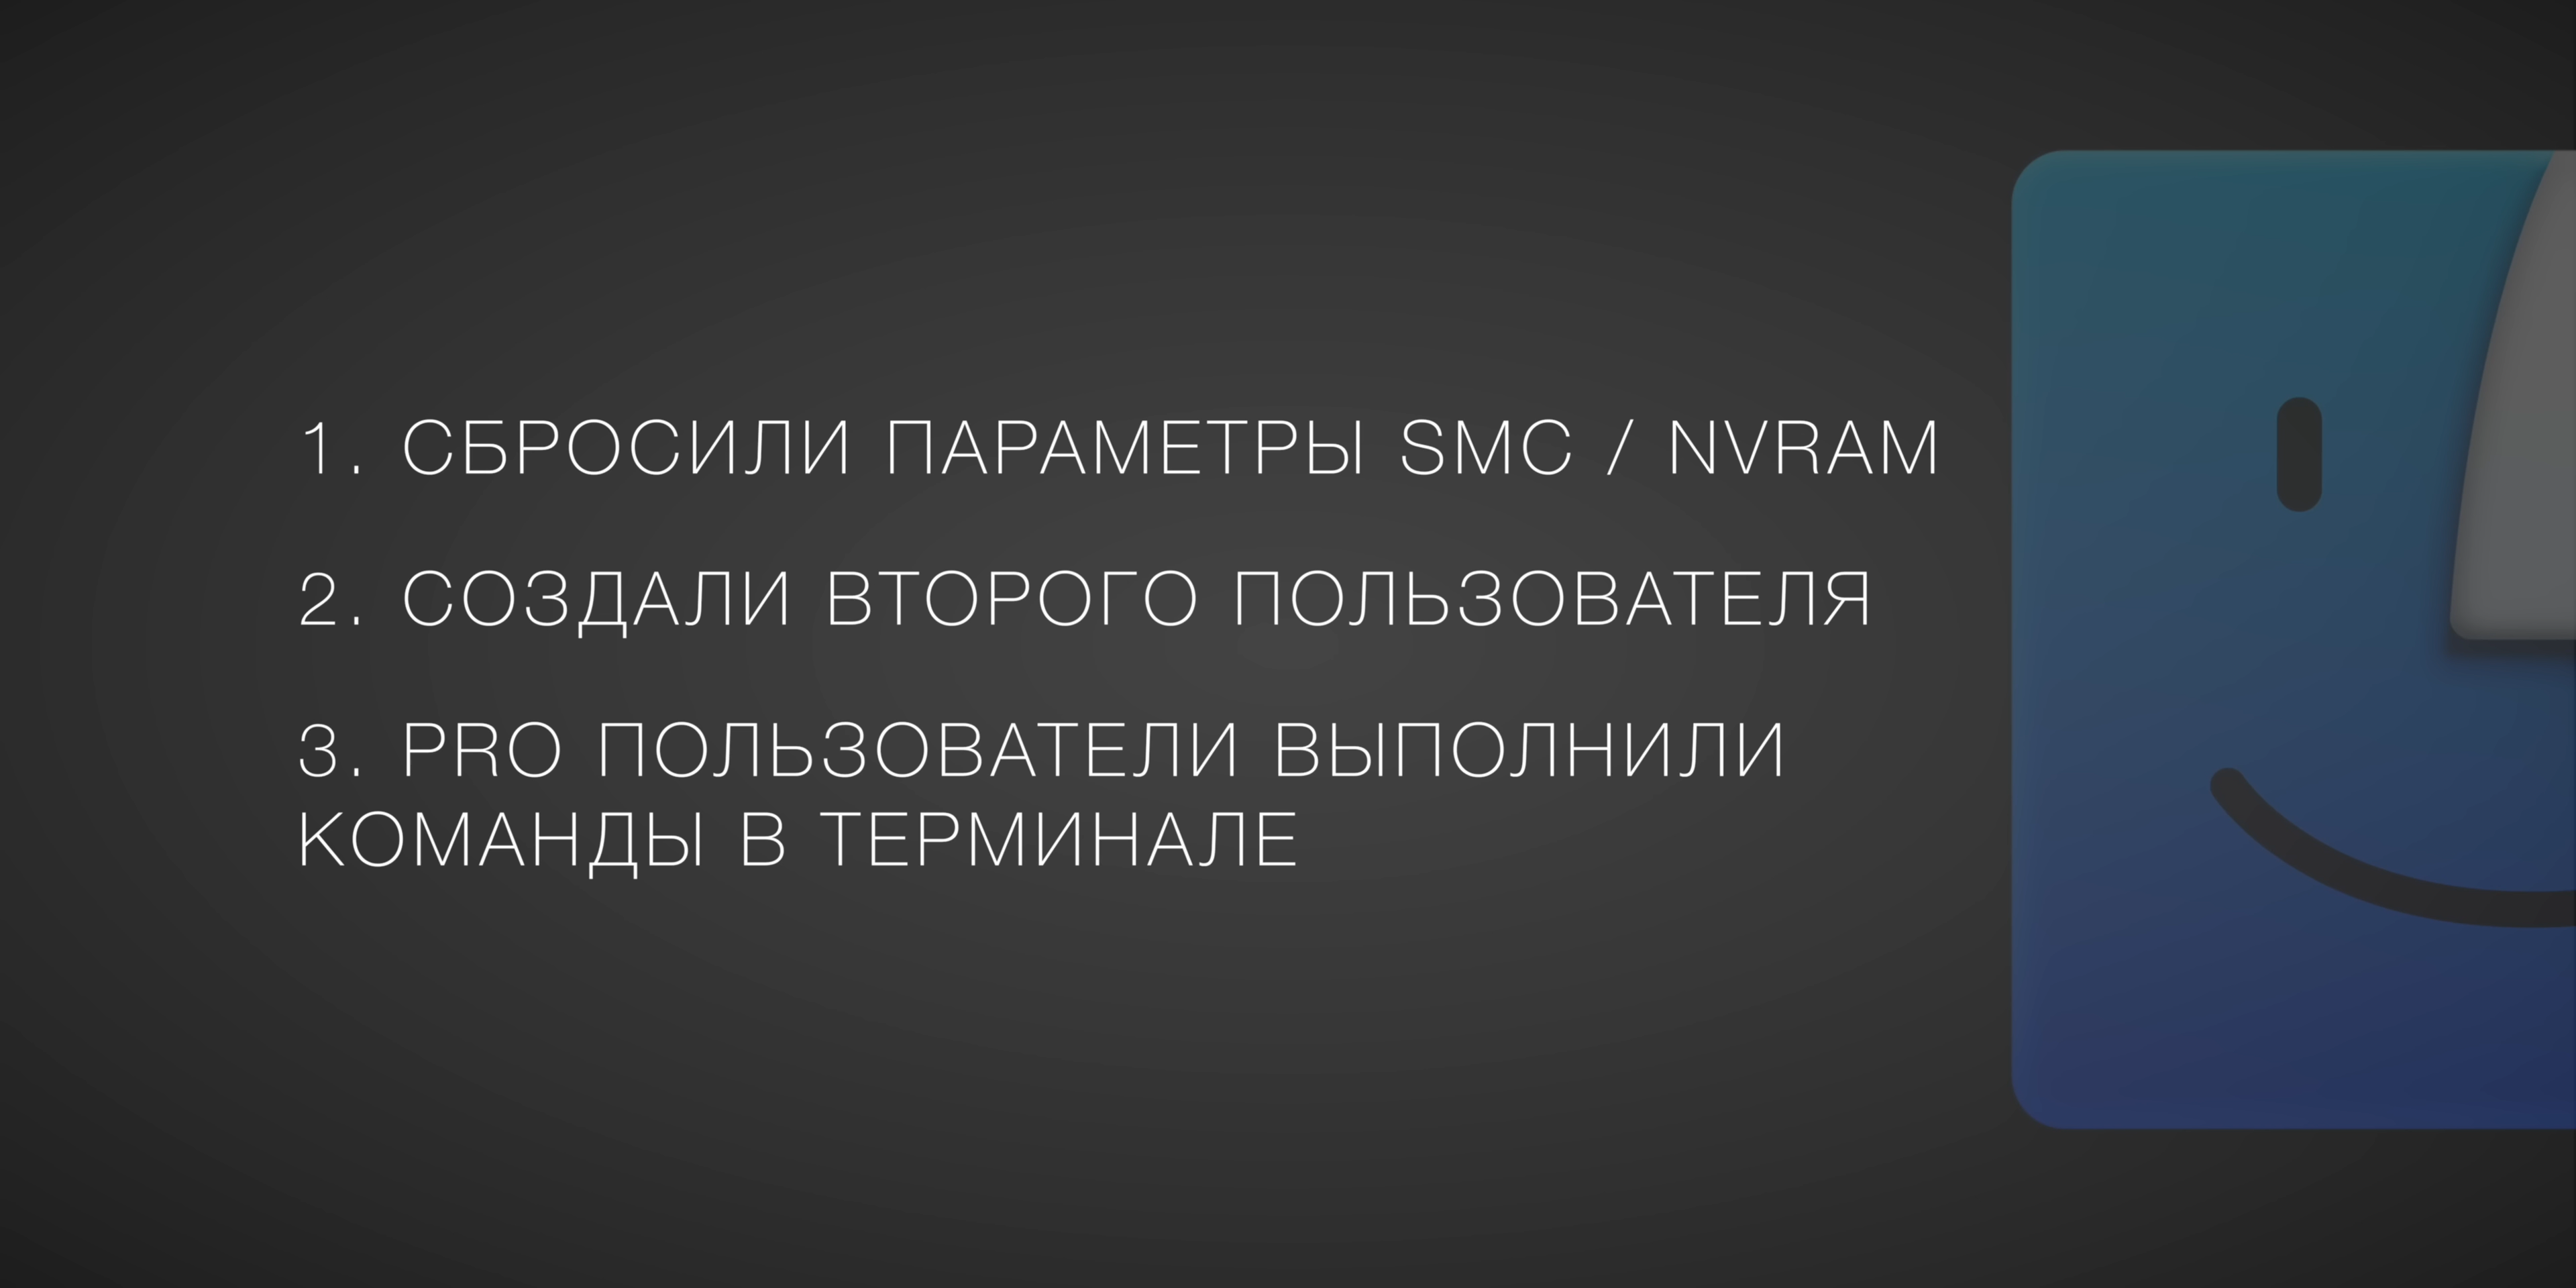 1. СБРОСИЛИ ПАРАМЕТРЫ SMC / NVRAM
2. СОЗДАЛИ ВТОРОГО ПОЛЬЗОВАТЕЛЯ
3. PRO ПОЛЬЗОВАТЕЛИ ВЫПОЛНИЛИ
КОМАНДЫ В ТЕРМИНАЛЕ